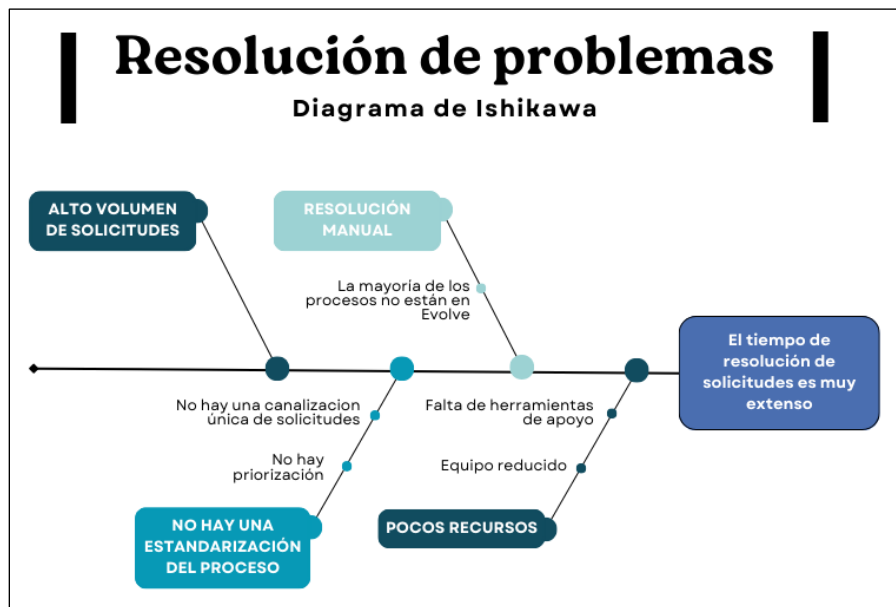 Resolución de problemas
Diagrama de Ishikawa
ALTO VOLUMEN
DE SOLICITUDES
RESOLUCIÓN
MANUAL
La mayoría de los
procesos no están en
Evolve
El tiempo de
resolución de
solicitudes es muy
extenso
No hay una canalizacion
única de solicitudes
No hay
priorización
NO HAY UNA
ESTANDARIZACIÓN
DEL PROCESO
Falta de herramientas
de apoyo
Equipo reducido
POCOS RECURSOS